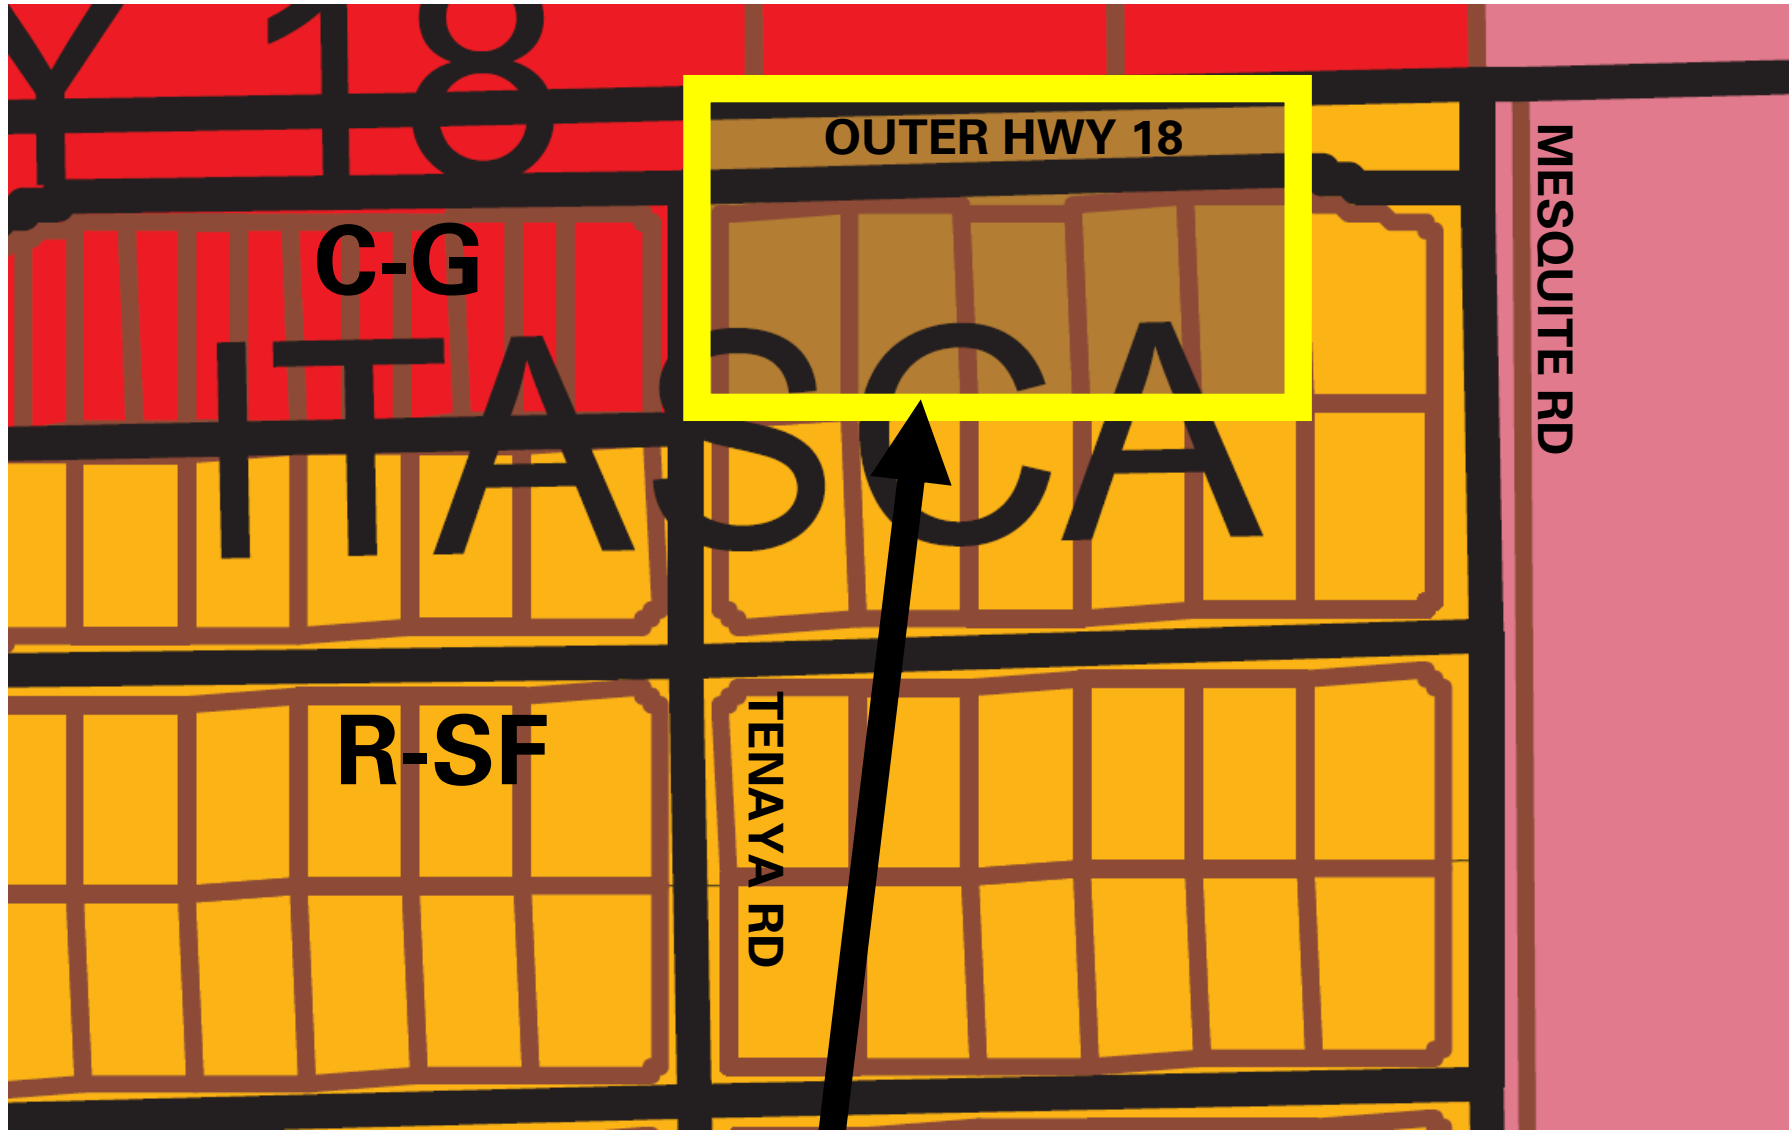 Y 18
OUTER HWY 18
MESQUITE RD
C-G
ITASCA
R-SF
TENAYA RD